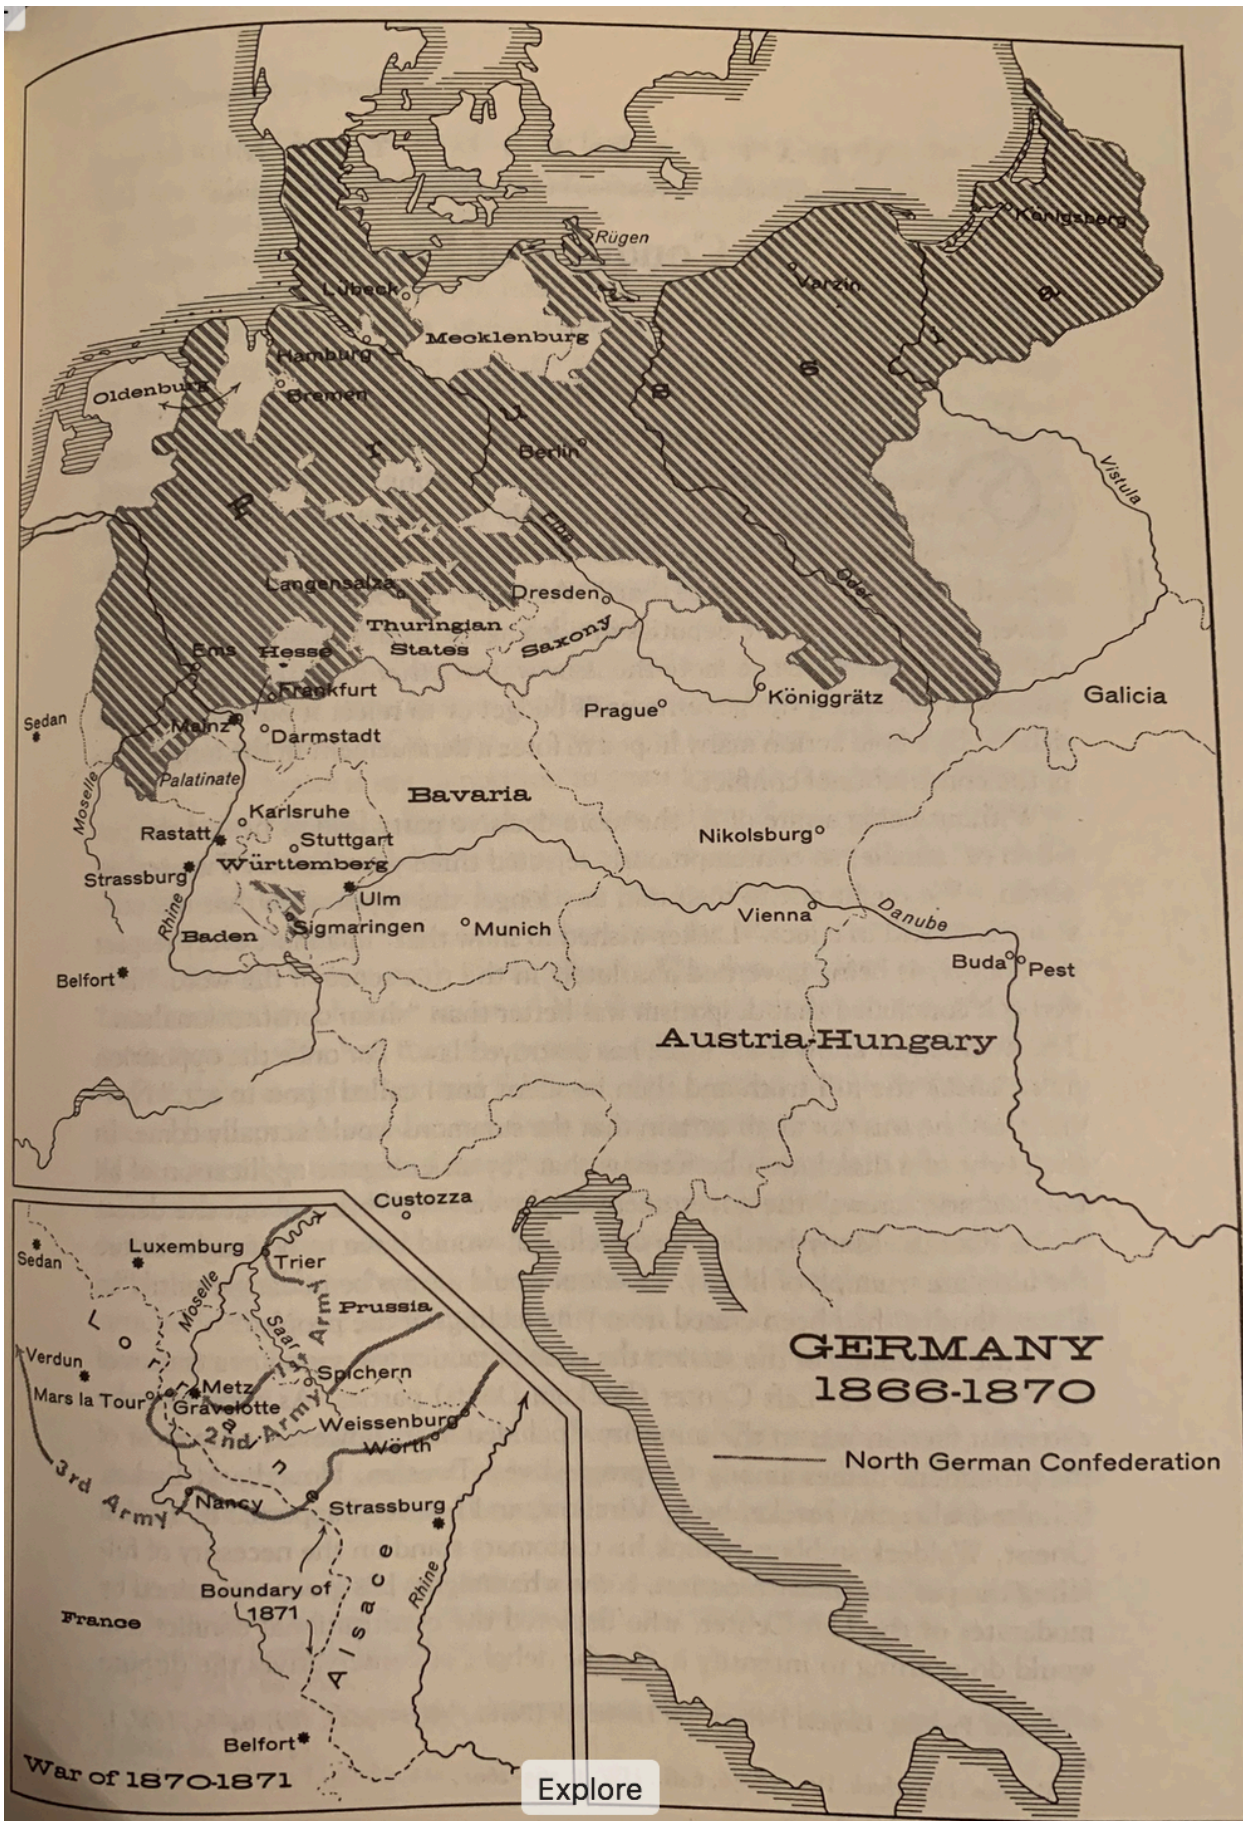 Rügen
Königsberg
Varzin
Lübeck
Mecklenburg
Hamburg
Oldenburg
Bremen
P R U S S I A
Berlin
Vistula
Elbe
Oder
Langensalza
Dresden
Thuringian
States
Saxony
Ems
Hesse
Frankfurt
Königgrätz
Galicia
Prague
Sedan
Mainz
Darmstadt
Moselle
Palatinate
Bavaria
Karlsruhe
Rastatt
Stuttgart
Nikolsburg
Württemberg
Strassburg
Ulm
Rhine
Vienna
Danube
Sigmaringen
Munich
Baden
Buda
Pest
Belfort
Austria-Hungary
Custozza
GERMANY
1866-1870
North German Confederation
Sedan
Luxemburg
Trier
Moselle
Saar
1st Army
Prussia
Lorraine
Verdun
Spichern
Metz
Mars la Tour
Gravelotte
2nd Army
Weissenburg
Wörth
3rd Army
Nancy
Strassburg
Boundary of
1871
Alsace
Rhine
France
Belfort
War of 1870-1871
Explore